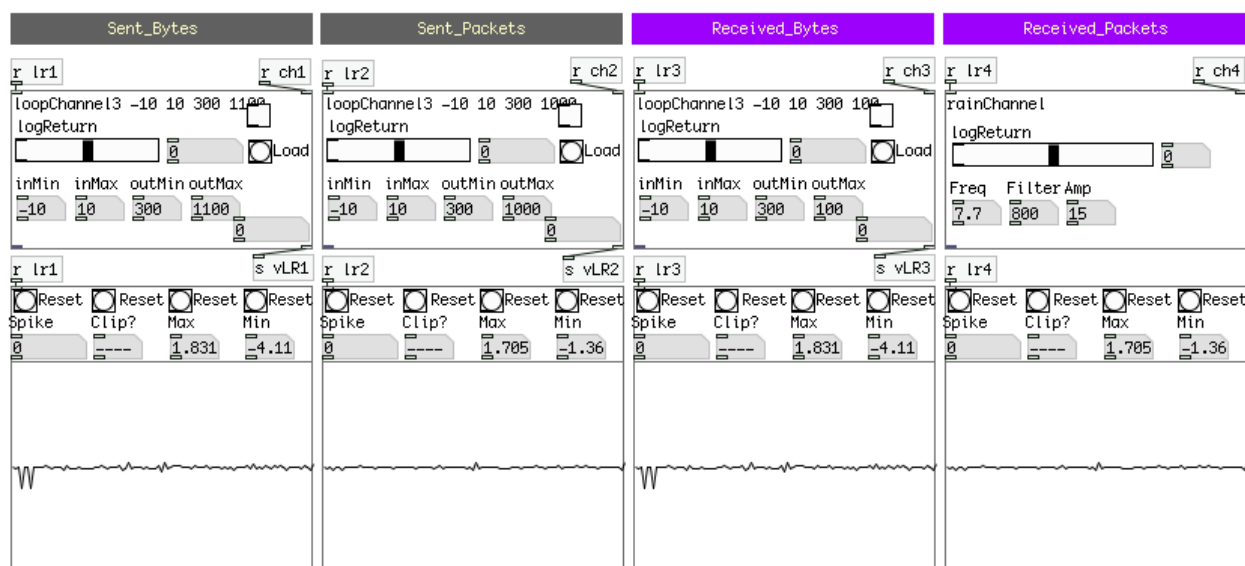 Sent_Bytes
Sent_Packets
Received_Bytes
Received_Packets
r lr1
r ch1
r lr2
r ch2
r lr3
r ch3
r lr4
r ch4
loopChannel3 -10 10 300 1100
loopChannel3 -10 10 300 1000
loopChannel3 -10 10 300 100
rainChannel
logReturn
logReturn
logReturn
logReturn
0
Load
0
Load
0
Load
0
inMin inMax outMin outMax
inMin inMax outMin outMax
inMin inMax outMin outMax
Freq Filter Amp
-10 10 300 1100
-10 10 300 1000
-10 10 300 100
7.7 800 15
0
0
0
r lr1
s vLR1
r lr2
s vLR2
r lr3
s vLR3
r lr4
Reset Reset Reset Reset
Reset Reset Reset Reset
Reset Reset Reset Reset
Reset Reset Reset Reset
Spike Clip? Max Min
Spike Clip? Max Min
Spike Clip? Max Min
Spike Clip? Max Min
0 ---- 1.831 -4.11
0 ---- 1.705 -1.36
0 ---- 1.831 -4.11
0 ---- 1.705 -1.36